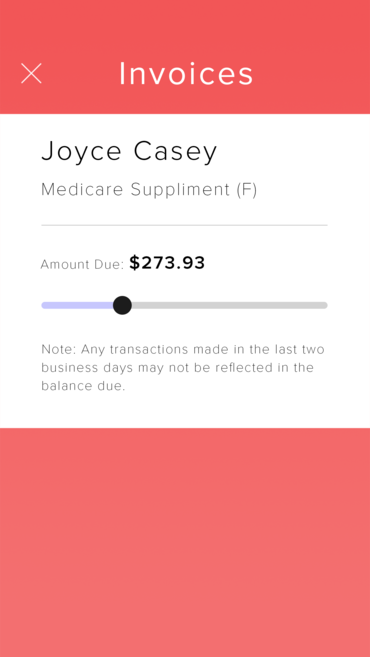 Invoices
Joyce Casey
Medicare Suppliment (F)
Amount Due: $273.93
Note: Any transactions made in the last two
business days may not be reflected in the
balance due.